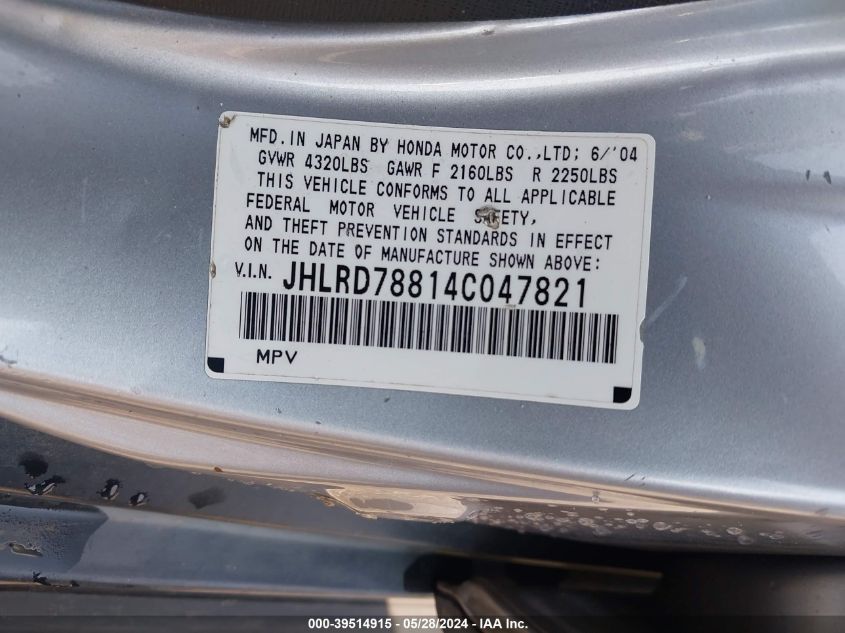 MFD. IN JAPAN BY HONDA MOTOR CO.,LTD; 6/'04
GVWR 4320LBS GAWR F 2160LBS R 2250LBS
THIS VEHICLE CONFORMS TO ALL APPLICABLE
FEDERAL MOTOR VEHICLE SAFETY,
AND THEFT PREVENTION STANDARDS IN EFFECT
ON THE DATE OF MANUFACTURE SHOWN ABOVE:
V.I.N. JHLRD78814C047821
MPV
000-39514915 - 05/28/2024 - IAA Inc.